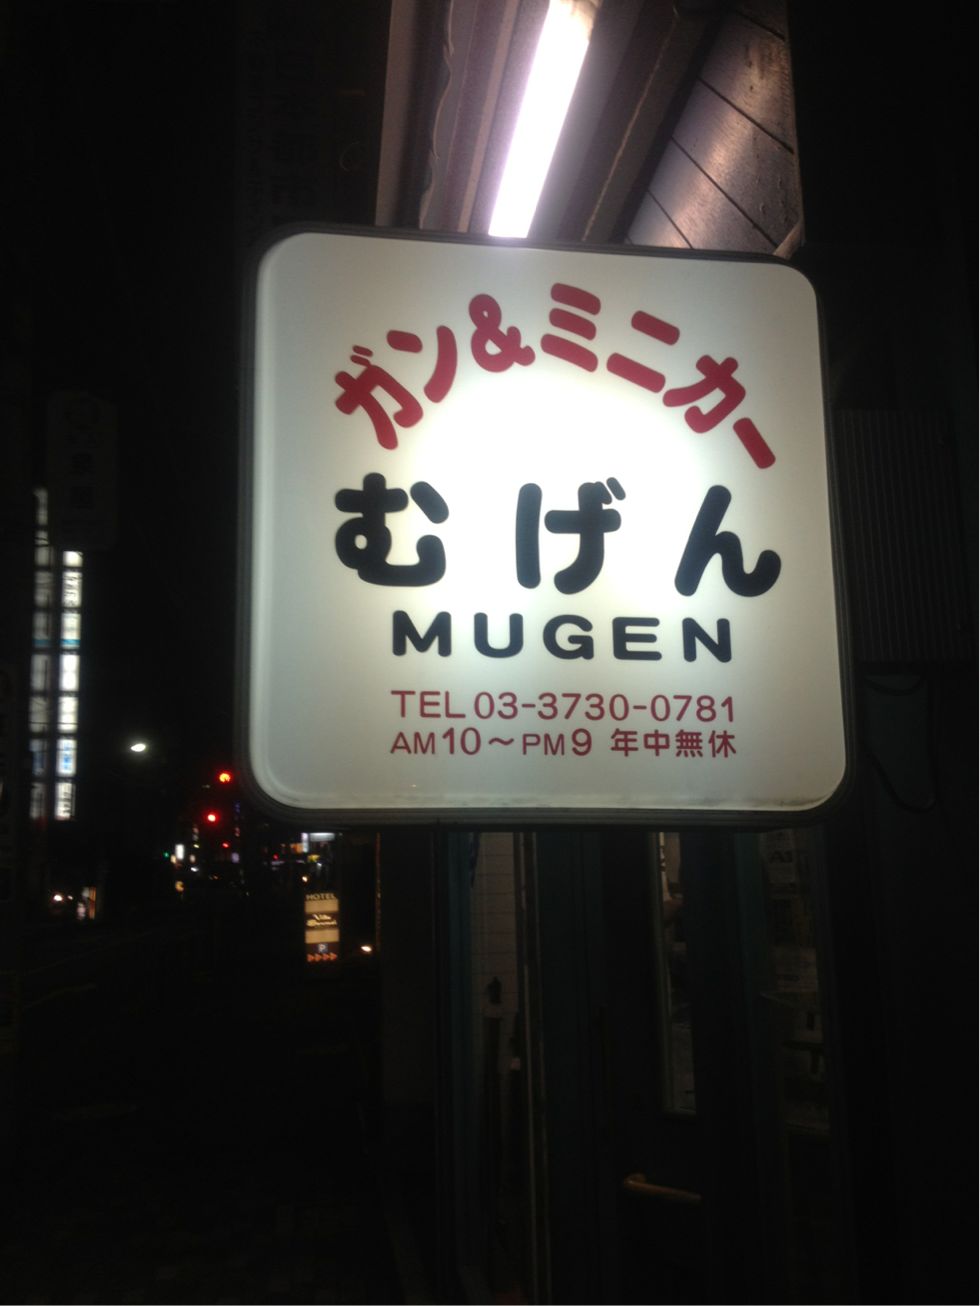 ガン&ミニカー
むげん
MUGEN
TEL 03-3730-0781
AM10～PM9 年中無休
HOTEL
P